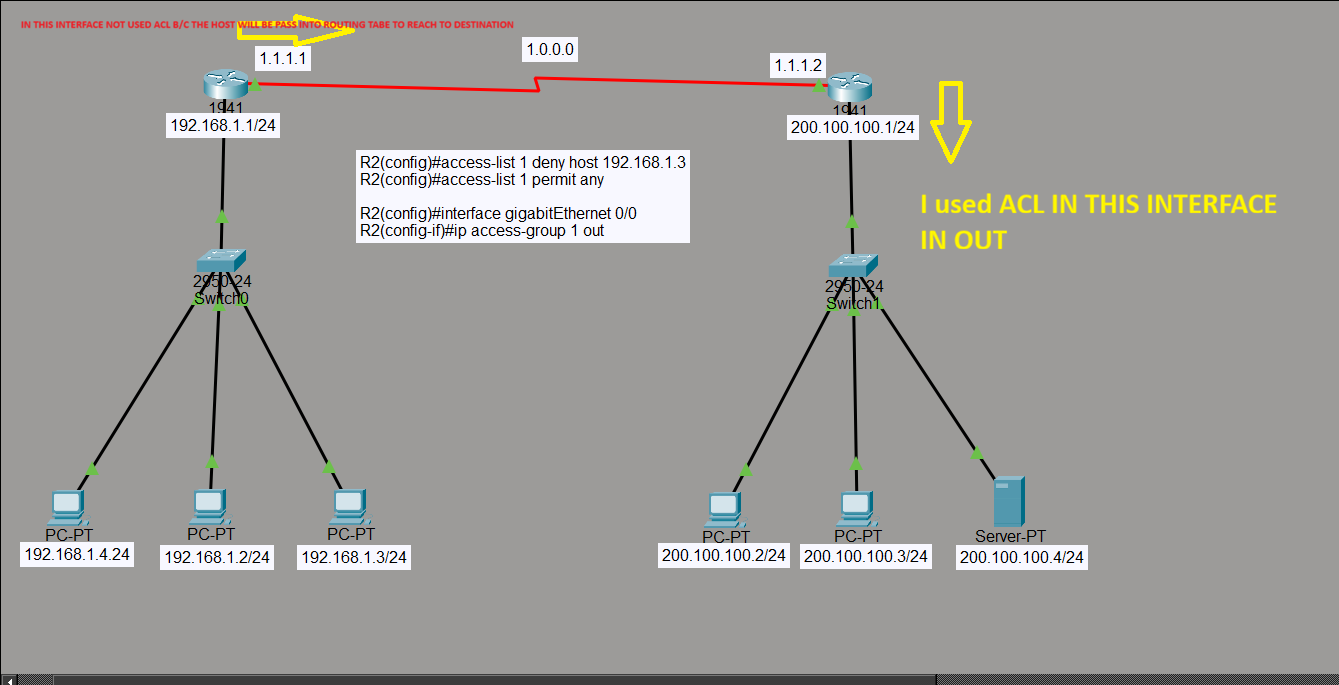 IN THIS INTERFACE NOT USED ACL B/C THE HOST WILL BE PASS INTO ROUTING TABE TO REACH TO DESTINATION
1.0.0.0
1.1.1.1
1.1.1.2
1941
192.168.1.1/24
1941
200.100.100.1/24
R2(config)#access-list 1 deny host 192.168.1.3
R2(config)#access-list 1 permit any
R2(config)#interface gigabitEthernet 0/0
R2(config-if)#ip access-group 1 out
I used ACL IN THIS INTERFACE
IN OUT
2950-24
Switch0
2950-24
Switch1
PC-PT
192.168.1.4.24
PC-PT
192.168.1.2/24
PC-PT
192.168.1.3/24
PC-PT
200.100.100.2/24
PC-PT
200.100.100.3/24
Server-PT
200.100.100.4/24